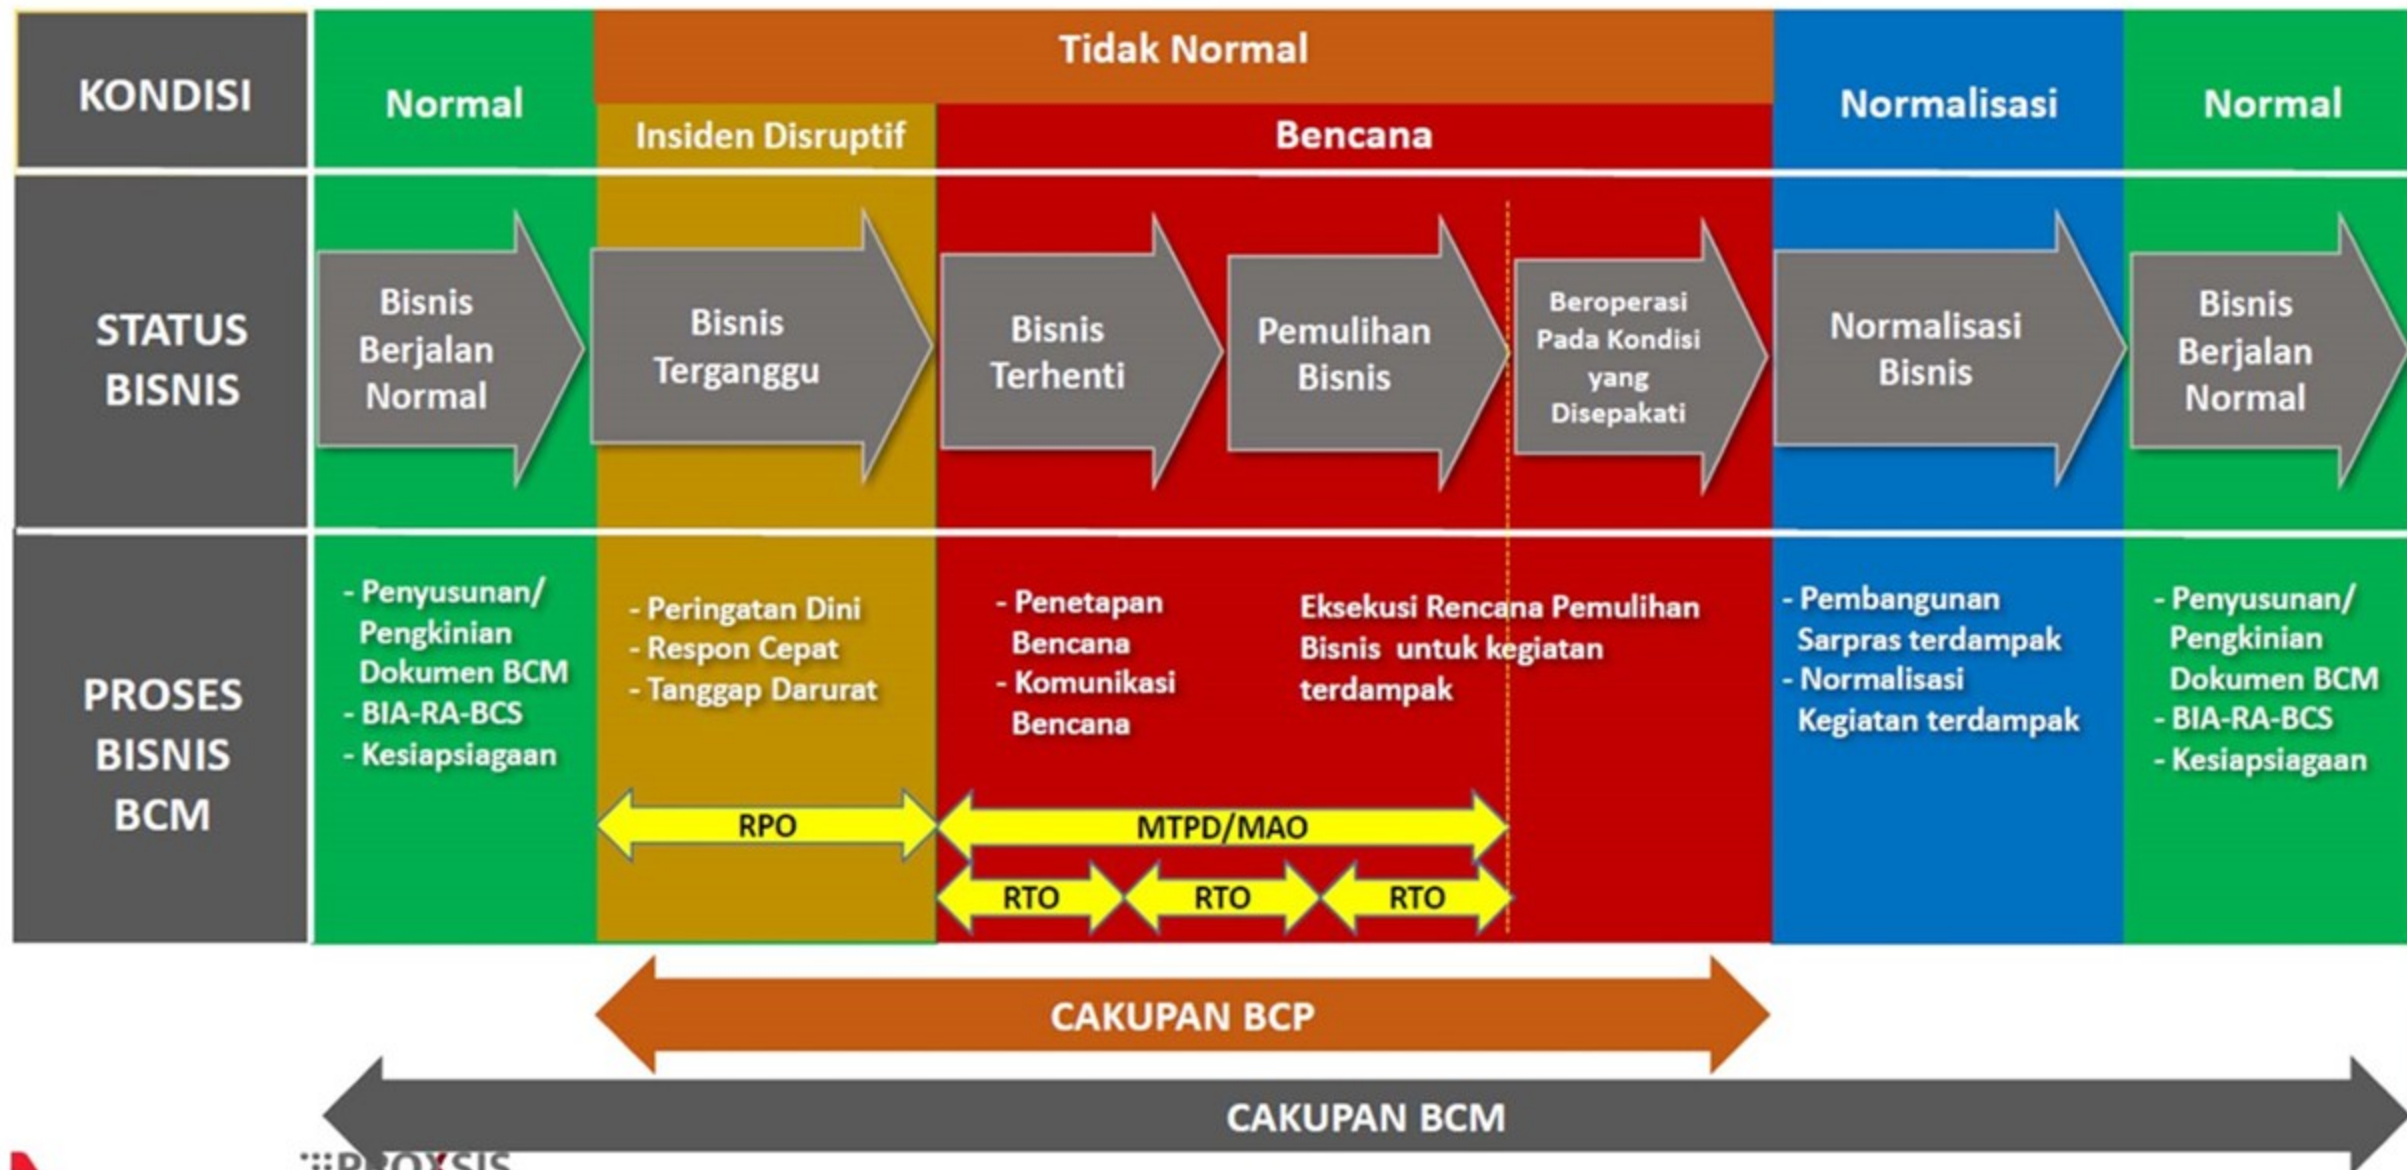 KONDISI
Normal
Tidak Normal
Insiden Disruptif
Bencana
Normalisasi
Normal
STATUS
BISNIS
Bisnis
Berjalan
Normal
Bisnis
Terganggu
Bisnis
Terhenti
Pemulihan
Bisnis
Beroperasi
Pada Kondisi
yang
Disepakati
Normalisasi
Bisnis
Bisnis
Berjalan
Normal
PROSES
BISNIS
BCM
- Penyusunan/
Pengkinian
Dokumen BCM
- BIA-RA-BCS
- Kesiapsiagaan
- Peringatan Dini
- Respon Cepat
- Tanggap Darurat
- Penetapan
Bencana
- Komunikasi
Bencana
Eksekusi Rencana Pemulihan
Bisnis untuk kegiatan
terdampak
- Pembangunan
Sarpras terdampak
- Normalisasi
Kegiatan terdampak
- Penyusunan/
Pengkinian
Dokumen BCM
- BIA-RA-BCS
- Kesiapsiagaan
RPO
MTPD/MAO
RTO
RTO
RTO
CAKUPAN BCP
CAKUPAN BCM
PROXSIS